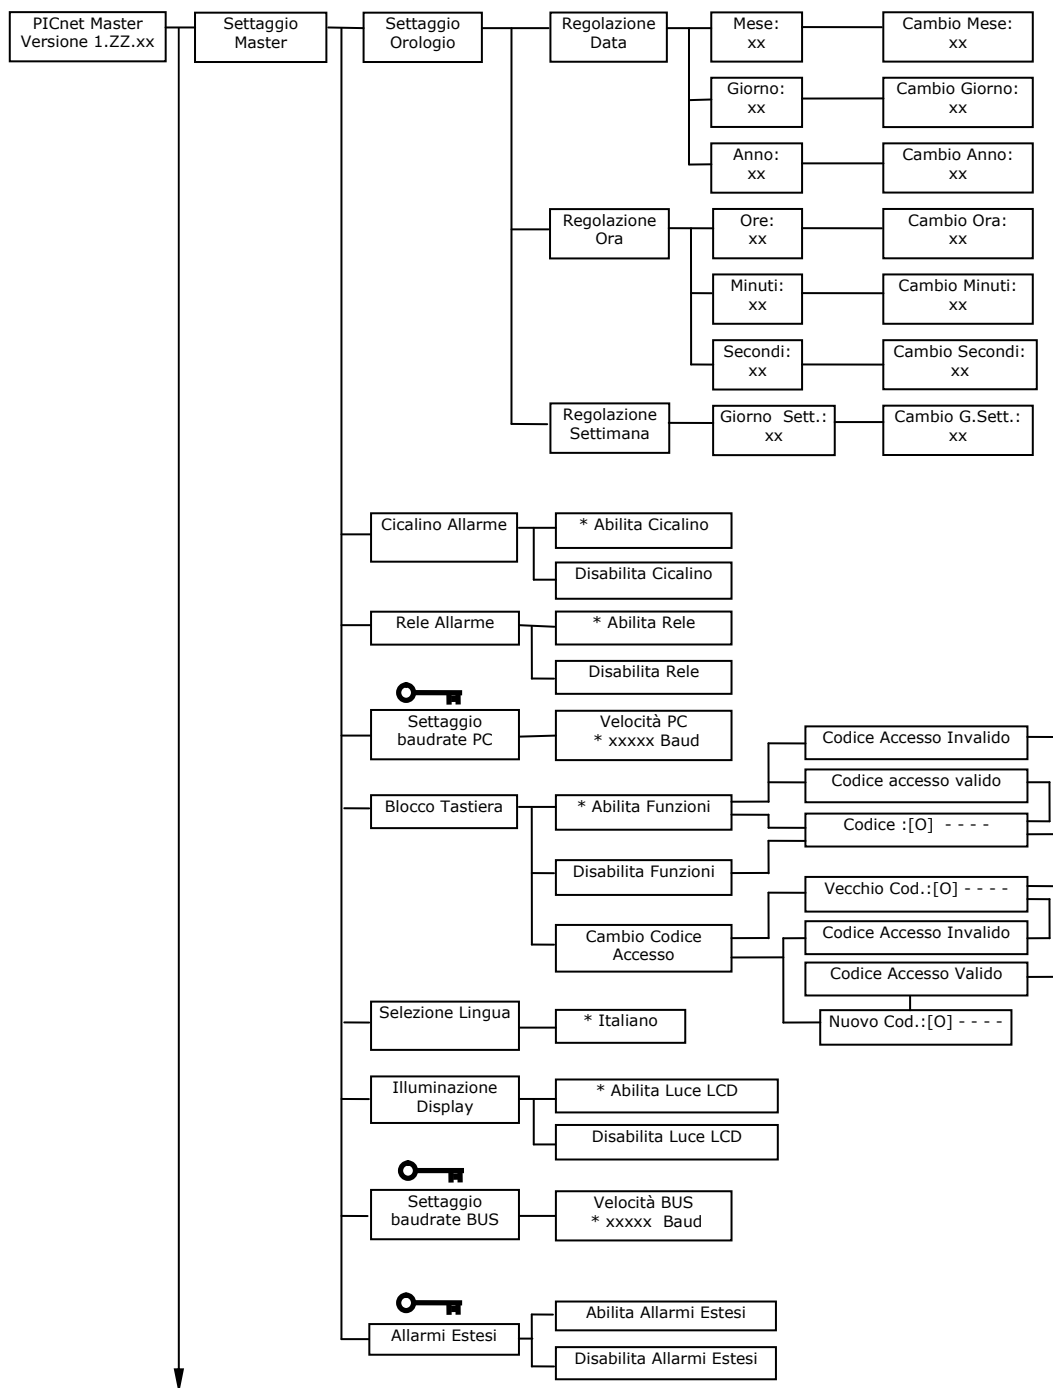 PICnet Master
Versione 1.ZZ.xx
Settaggio
Master
Settaggio
Orologio
Regolazione
Data
Mese:
xx
Cambio Mese:
xx
Giorno:
xx
Cambio Giorno:
xx
Anno:
xx
Cambio Anno:
xx
Regolazione
Ora
Ore:
xx
Cambio Ora:
xx
Minuti:
xx
Cambio Minuti:
xx
Secondi:
xx
Cambio Secondi:
xx
Regolazione
Settimana
Giorno Sett.:
xx
Cambio G.Sett.:
xx
Cicalino Allarme
* Abilita Cicalino
Disabilita Cicalino
Rele Allarme
* Abilita Rele
Disabilita Rele
Settaggio
baudrate PC
Velocità PC
* xxxxx Baud
Blocco Tastiera
* Abilita Funzioni
Codice Accesso Invalido
Codice accesso valido
Codice :[O] - - - -
Disabilita Funzioni
Cambio Codice
Accesso
Vecchio Cod.:[O] - - - -
Codice Accesso Invalido
Codice Accesso Valido
Nuovo Cod.:[O] - - - -
Selezione Lingua
* Italiano
Illuminazione
Display
* Abilita Luce LCD
Disabilita Luce LCD
Settaggio
baudrate BUS
Velocità BUS
* xxxxx Baud
Allarmi Estesi
Abilita Allarmi Estesi
Disabilita Allarmi Estesi